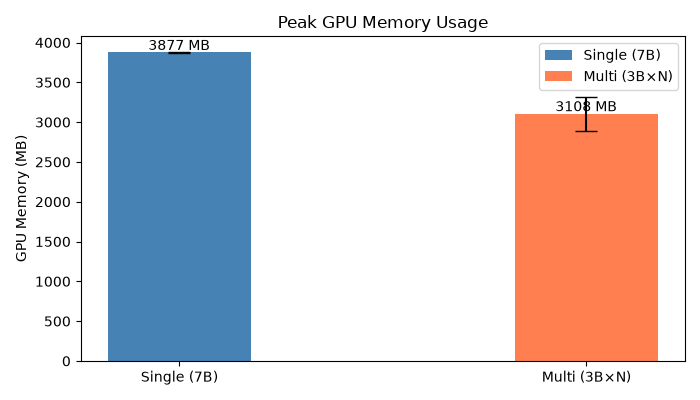 Peak GPU Memory Usage
GPU Memory (MB)
4000
3500
3000
2500
2000
1500
1000
500
0
3877 MB
3108 MB
Single (7B)
Multi (3B×N)
Single (7B)
Multi (3B×N)